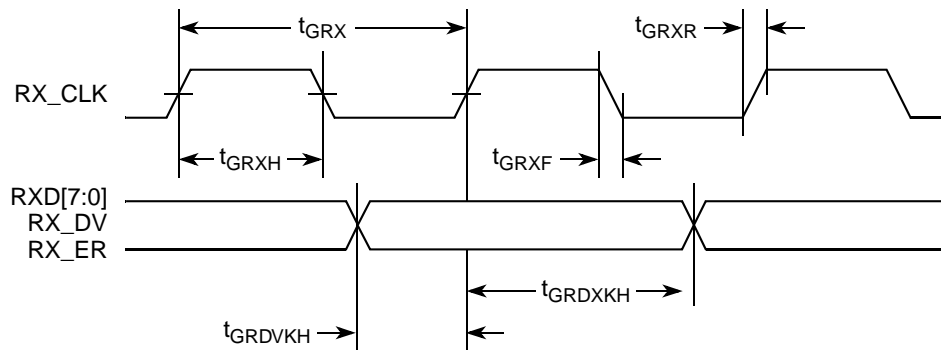 tGRX
tGRXR
RX_CLK
tGRXH
tGRXF
RXD[7:0]
RX_DV
RX_ER
tGRDXKH
tGRDVKH